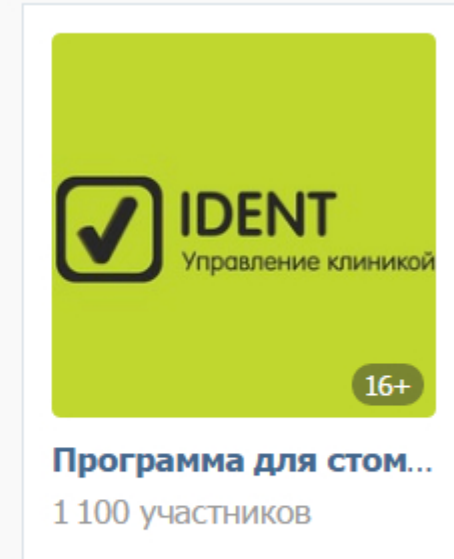 IDENT
Управление клиникой
16+
Программа для стом...
1 100 участников